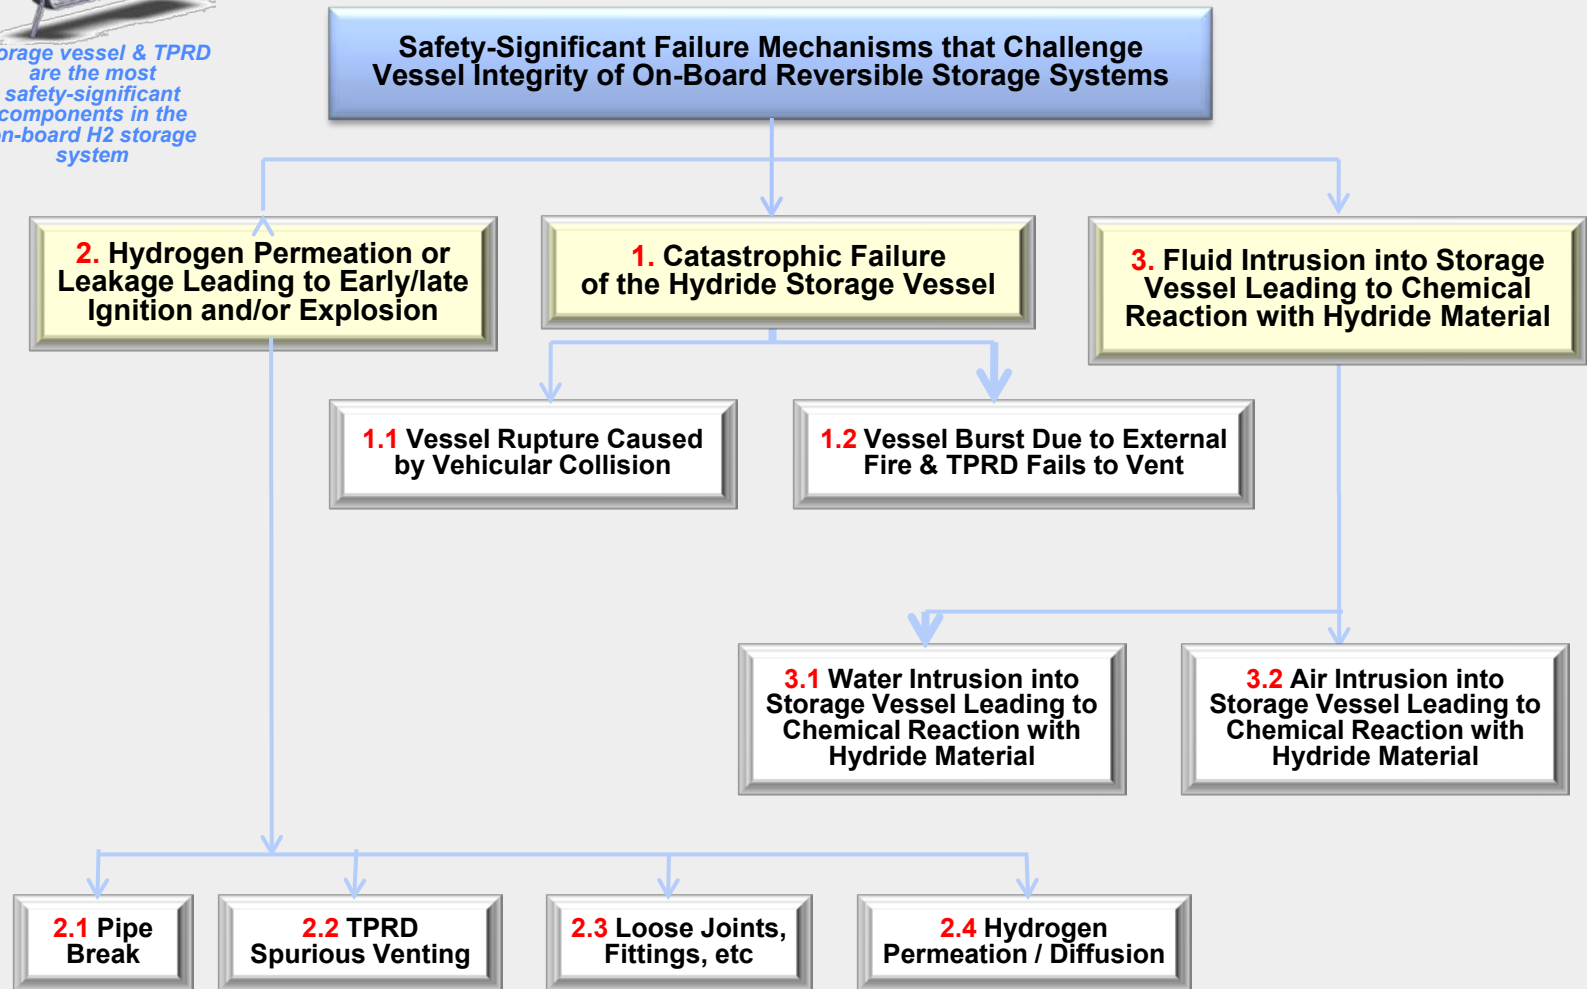 Safety-Significant Failure Mechanisms that Challenge
Vessel Integrity of On-Board Reversible Storage Systems
vessel & TPRD
are the most
safety-significant
in the
H2 storage
system
2. Hydrogen Permeation or
Leakage Leading to Early/late
Ignition and/or Explosion
1. Catastrophic Failure
of the Hydride Storage Vessel
3. Fluid Intrusion into Storage
Vessel Leading to Chemical
Reaction with Hydride Material
1.1 Vessel Rupture Caused
by Vehicular Collision
1.2 Vessel Burst Due to External
Fire & TPRD Fails to Vent
3.1 Water Intrusion into
Storage Vessel Leading to
Chemical Reaction with
Hydride Material
3.2 Air Intrusion into
Storage Vessel Leading to
Chemical Reaction with
Hydride Material
2.1 Pipe
Break
2.2 TPRD
Spurious Venting
2.3 Loose Joints,
Fittings, etc
2.4 Hydrogen
Permeation / Diffusion